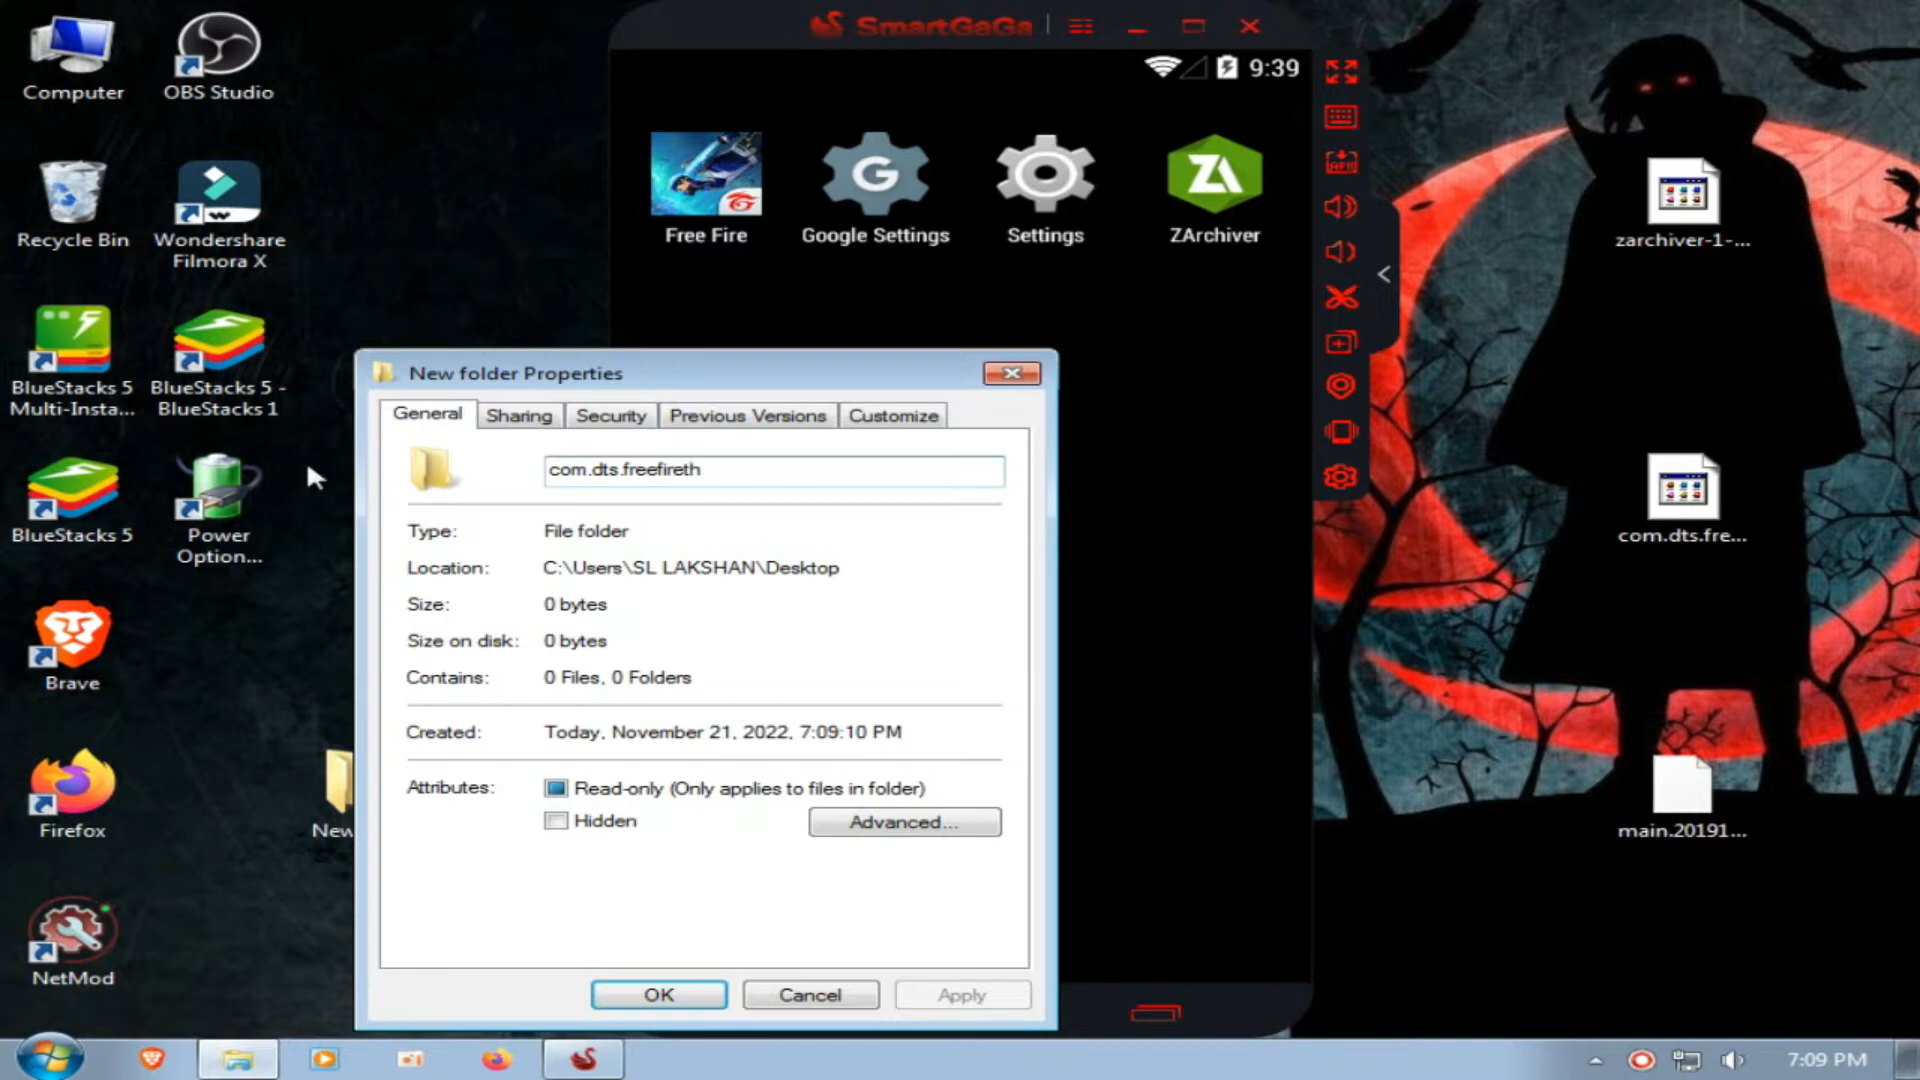 Computer
OBS Studio
Recycle Bin
Wondershare
Filmora X
BlueStacks 5
Multi-Insta...
BlueStacks 5 -
BlueStacks 1
BlueStacks 5
Power
Option...
Brave
Firefox
New
NetMod
SmartGaGa
9:39
Free Fire
Google Settings
Settings
ZArchiver
APK
New folder Properties
General
Sharing
Security
Previous Versions
Customize
com.dts.freefireth
Type:
File folder
Location:
C:\Users\SL LAKSHAN\Desktop
Size:
0 bytes
Size on disk:
0 bytes
Contains:
0 Files, 0 Folders
Created:
Today, November 21, 2022, 7:09:10 PM
Attributes:
Read-only (Only applies to files in folder)
Hidden
Advanced...
OK
Cancel
Apply
zarchiver-1-...
com.dts.fre...
main.20191...
7:09 PM